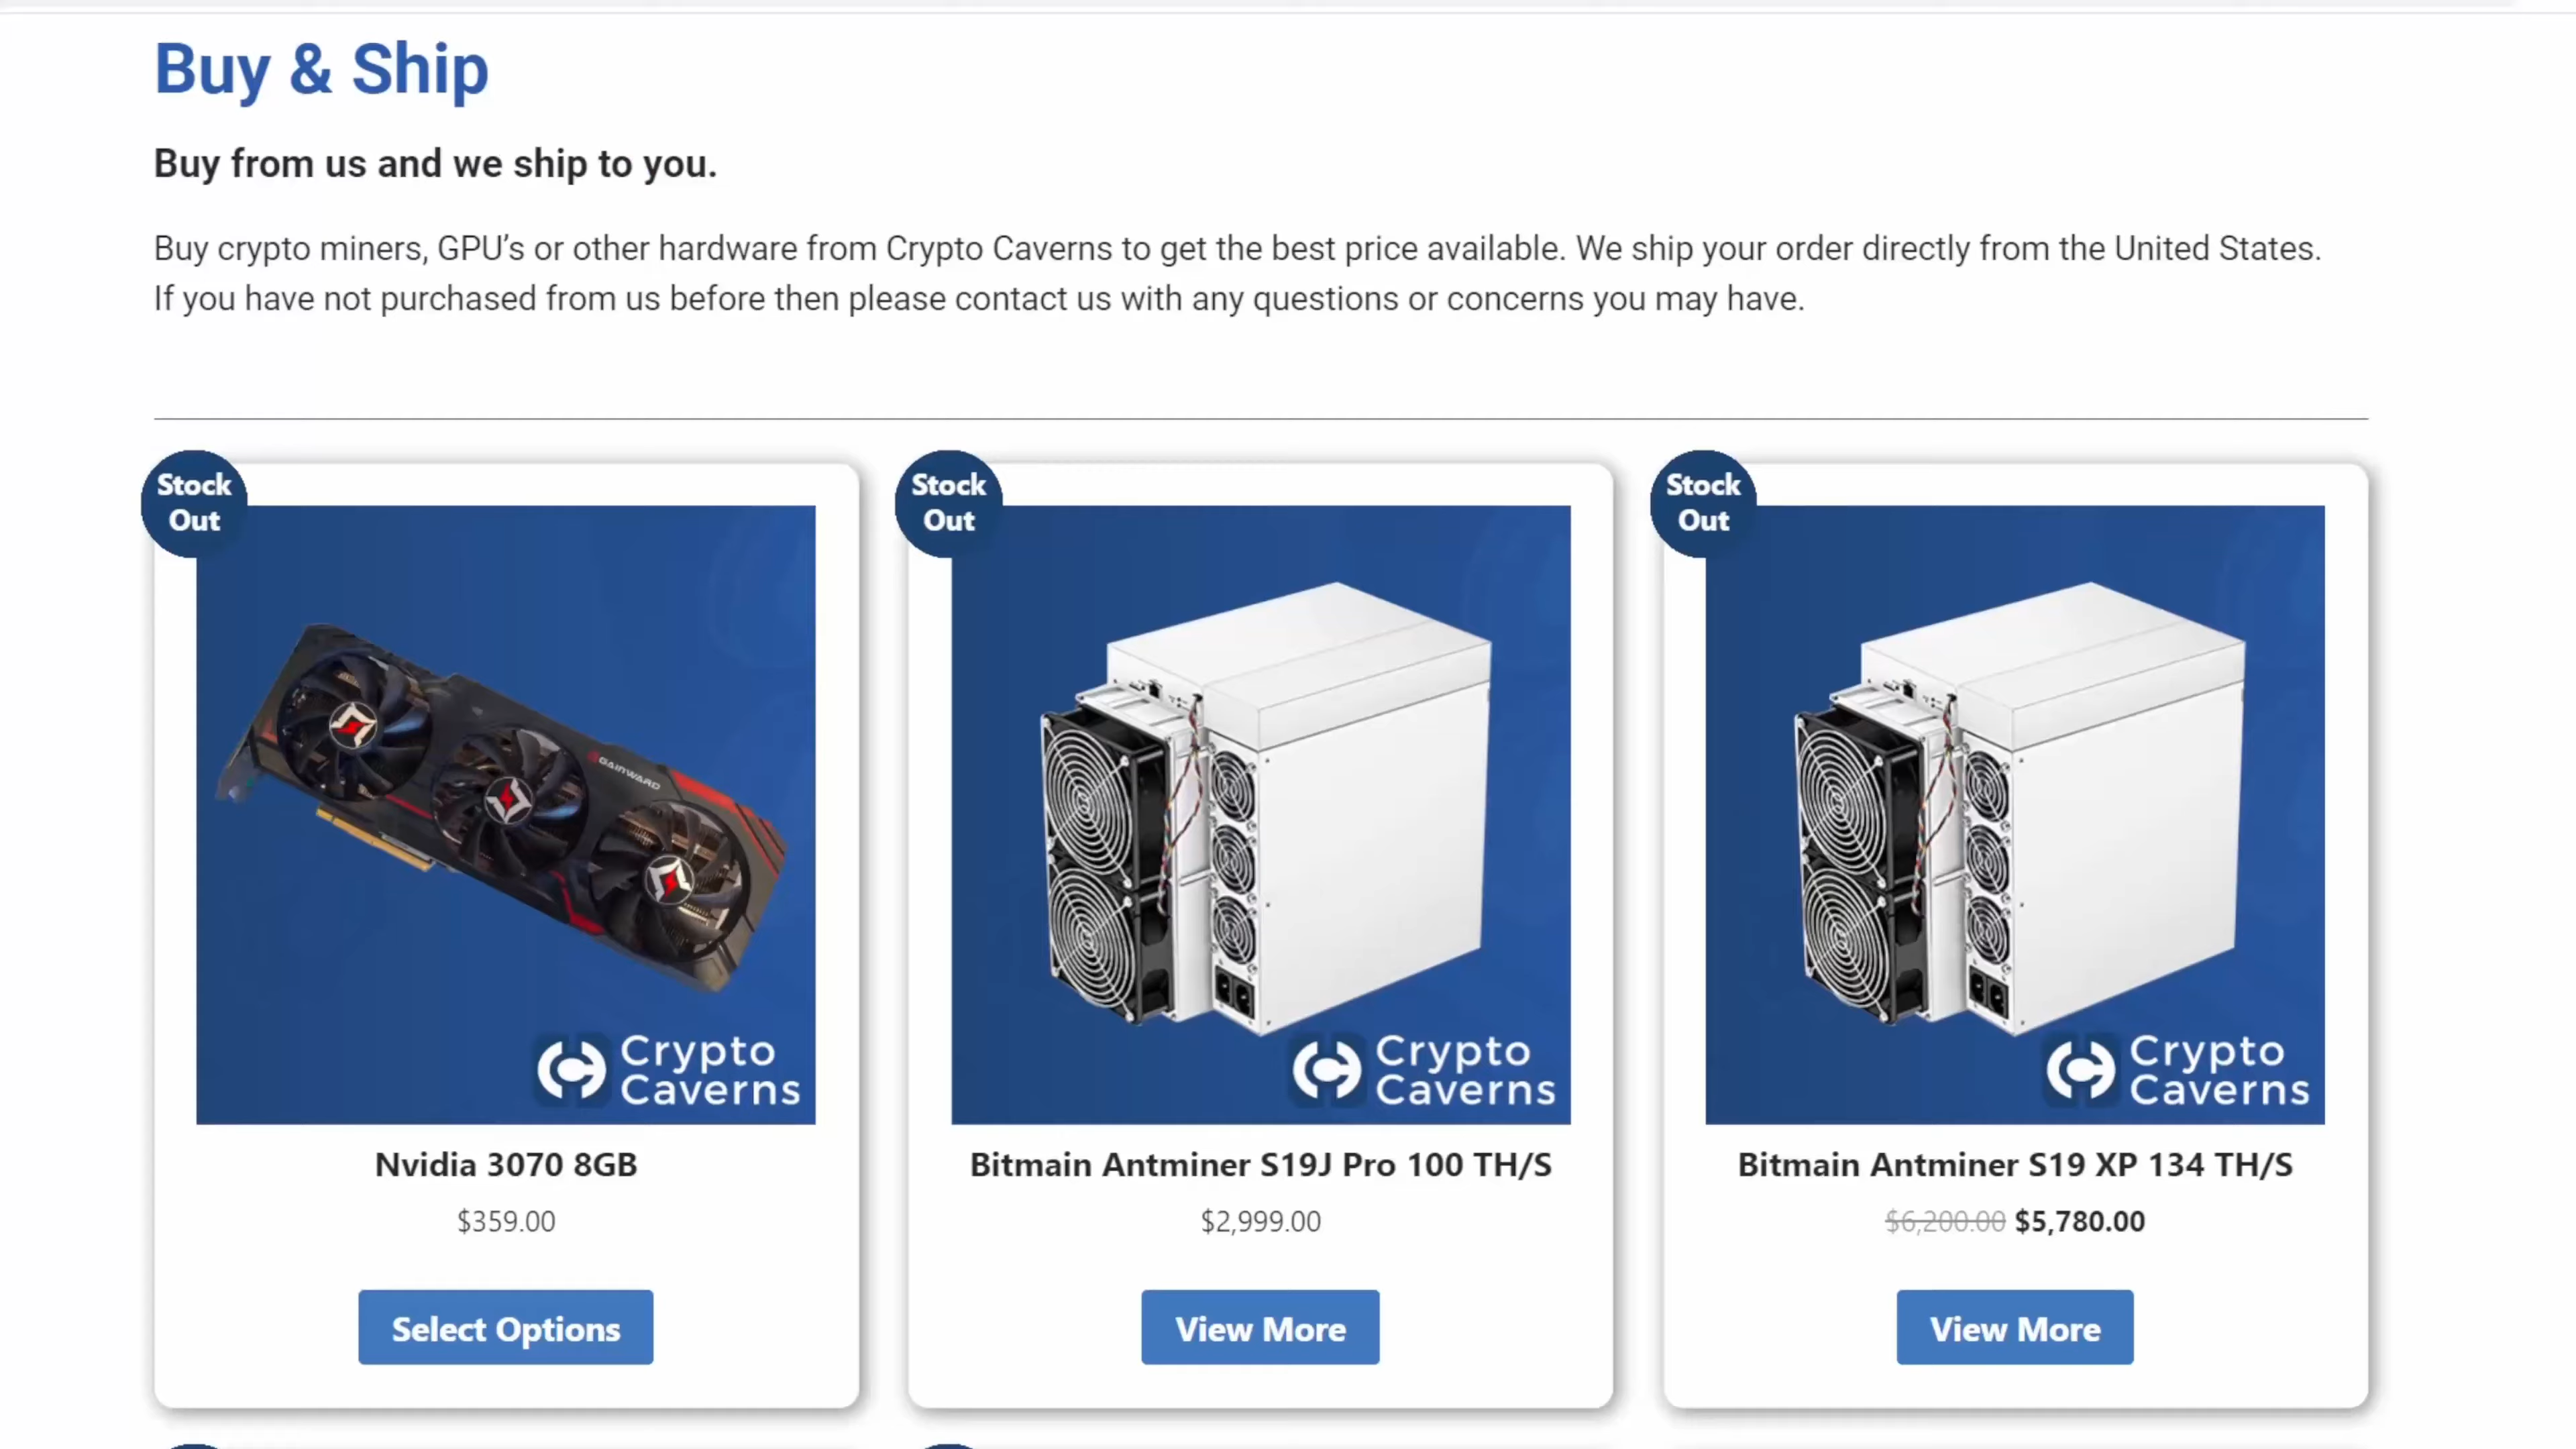 Buy & Ship
Buy from us and we ship to you.
Buy crypto miners, GPU’s or other hardware from Crypto Caverns to get the best price available. We ship your order directly from the United States.
If you have not purchased from us before then please contact us with any questions or concerns you may have.
Stock
Out
GAINWARD
Crypto
Caverns
Nvidia 3070 8GB
$359.00
Select Options
Stock
Out
Crypto
Caverns
Bitmain Antminer S19J Pro 100 TH/S
$2,999.00
View More
Stock
Out
Crypto
Caverns
Bitmain Antminer S19 XP 134 TH/S
$6,200.00 $5,780.00
View More